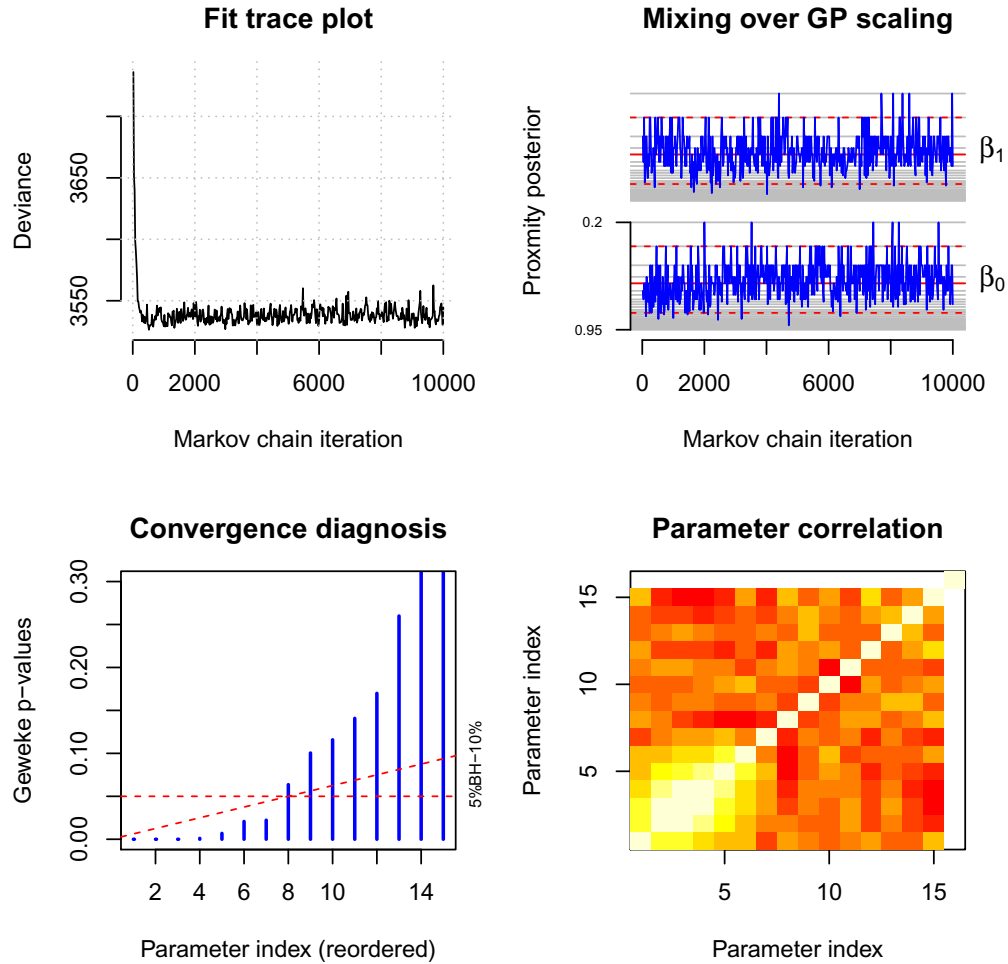 Fit trace plot
Deviance
3650
3550
0 2000 6000 10000
Markov chain iteration
Mixing over GP scaling
Proxmity posterior
0.2
0.95
β1
β0
0 2000 6000 10000
Markov chain iteration
Convergence diagnosis
Geweke p−values
0.30
0.20
0.10
0.00
5%BH−10%
2 4 6 8 10 14
Parameter index (reordered)
Parameter correlation
Parameter index
15
10
5
5 10 15
Parameter index